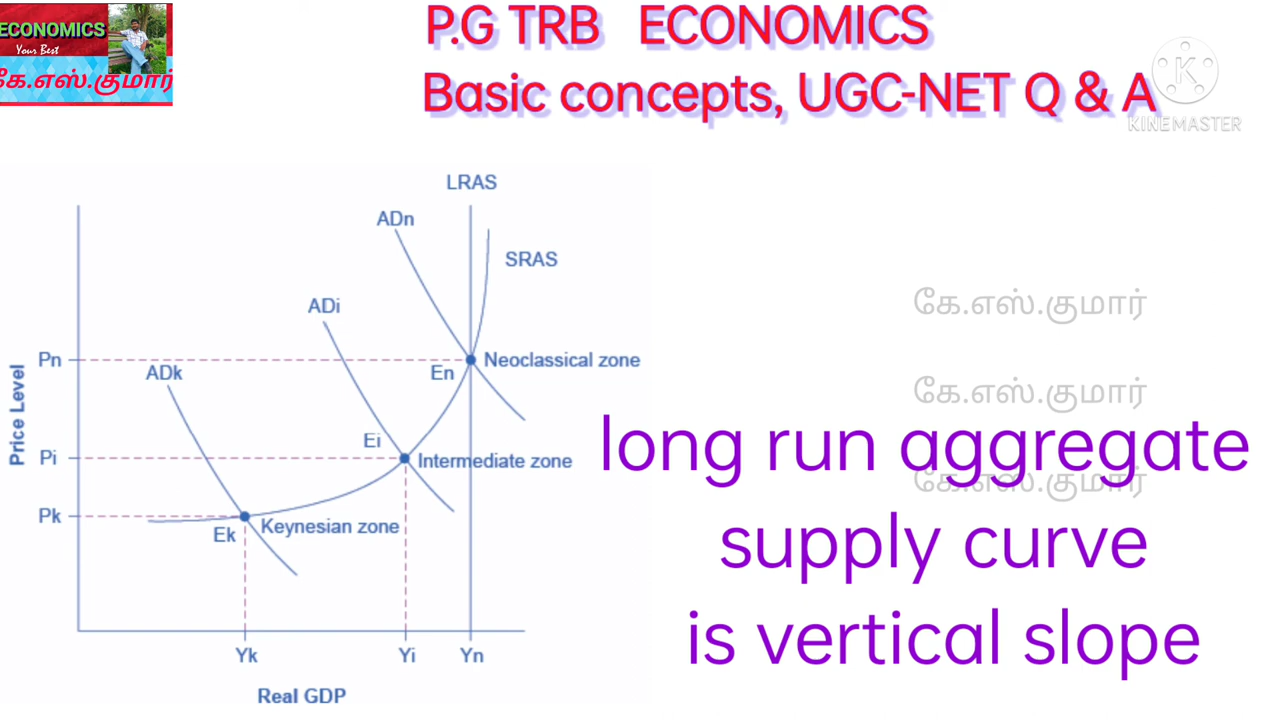 ECONOMICS
Your Best
கே.எஸ்.குமார்
P.G TRB ECONOMICS
Basic concepts, UGC-NET Q & A
K
KINEMASTER
LRAS
ADn
SRAS
ADi
Pn
En
Neoclassical zone
ADk
Price Level
Ei
Pi
Intermediate zone
Pk
Ek
Keynesian zone
Yk
Yi
Yn
Real GDP
கே.எஸ்.குமார்
கே.எஸ்.குமார்
கே.எஸ்.குமார்
long run aggregate
supply curve
is vertical slope